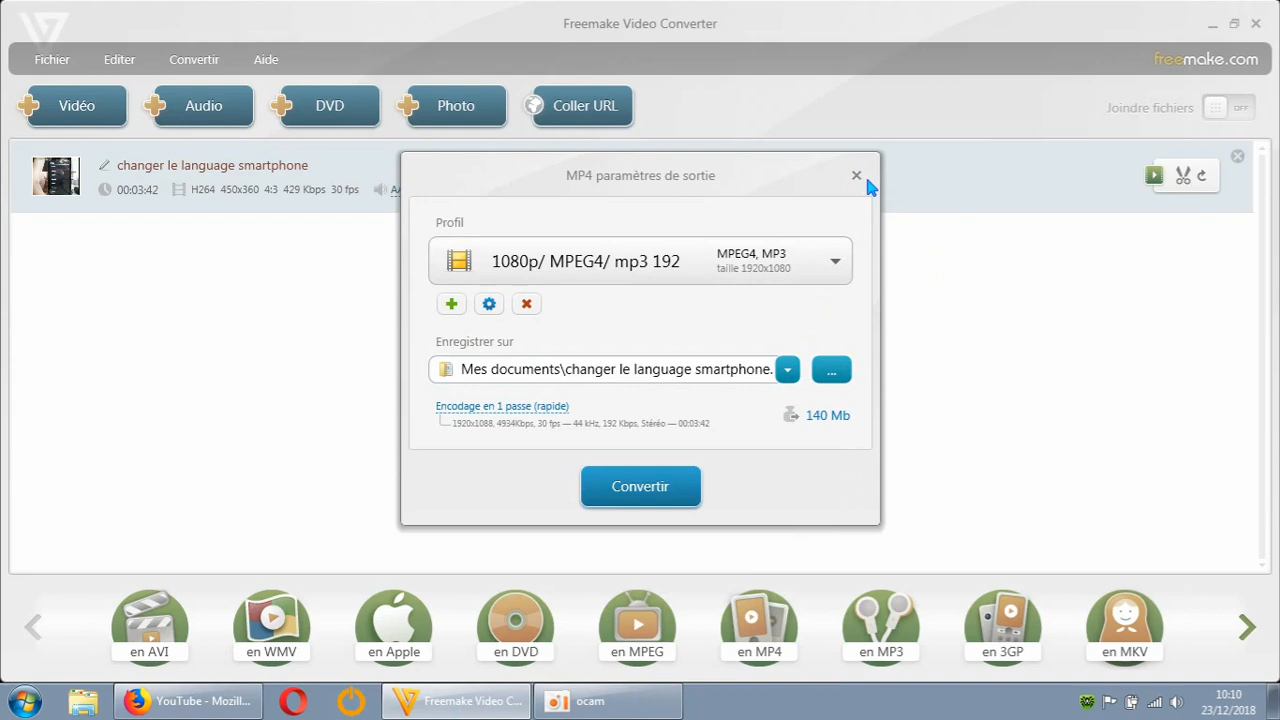 Freemake Video Converter
Fichier Editer Convertir Aide
freemake.com
Vidéo Audio DVD Photo Coller URL
Joindre fichiers OFF
changer le language smartphone
00:03:42 H264 450x360 4:3 429 Kbps 30 fps
MP4 paramètres de sortie
Profil
1080p/ MPEG4/ mp3 192
MPEG4, MP3
taille 1920x1080
Enregistrer sur
Mes documents\changer le language smartphone.
...
Encodage en 1 passe (rapide)
1920x1088, 4934Kbps, 30 fps — 44 kHz, 192 Kbps, Stéréo — 00:03:42
140 Mb
Convertir
en AVI en WMV en Apple en DVD en MPEG en MP4 en MP3 en 3GP en MKV
YouTube - Mozill... Freemake Video C... ocam
10:10
23/12/2018